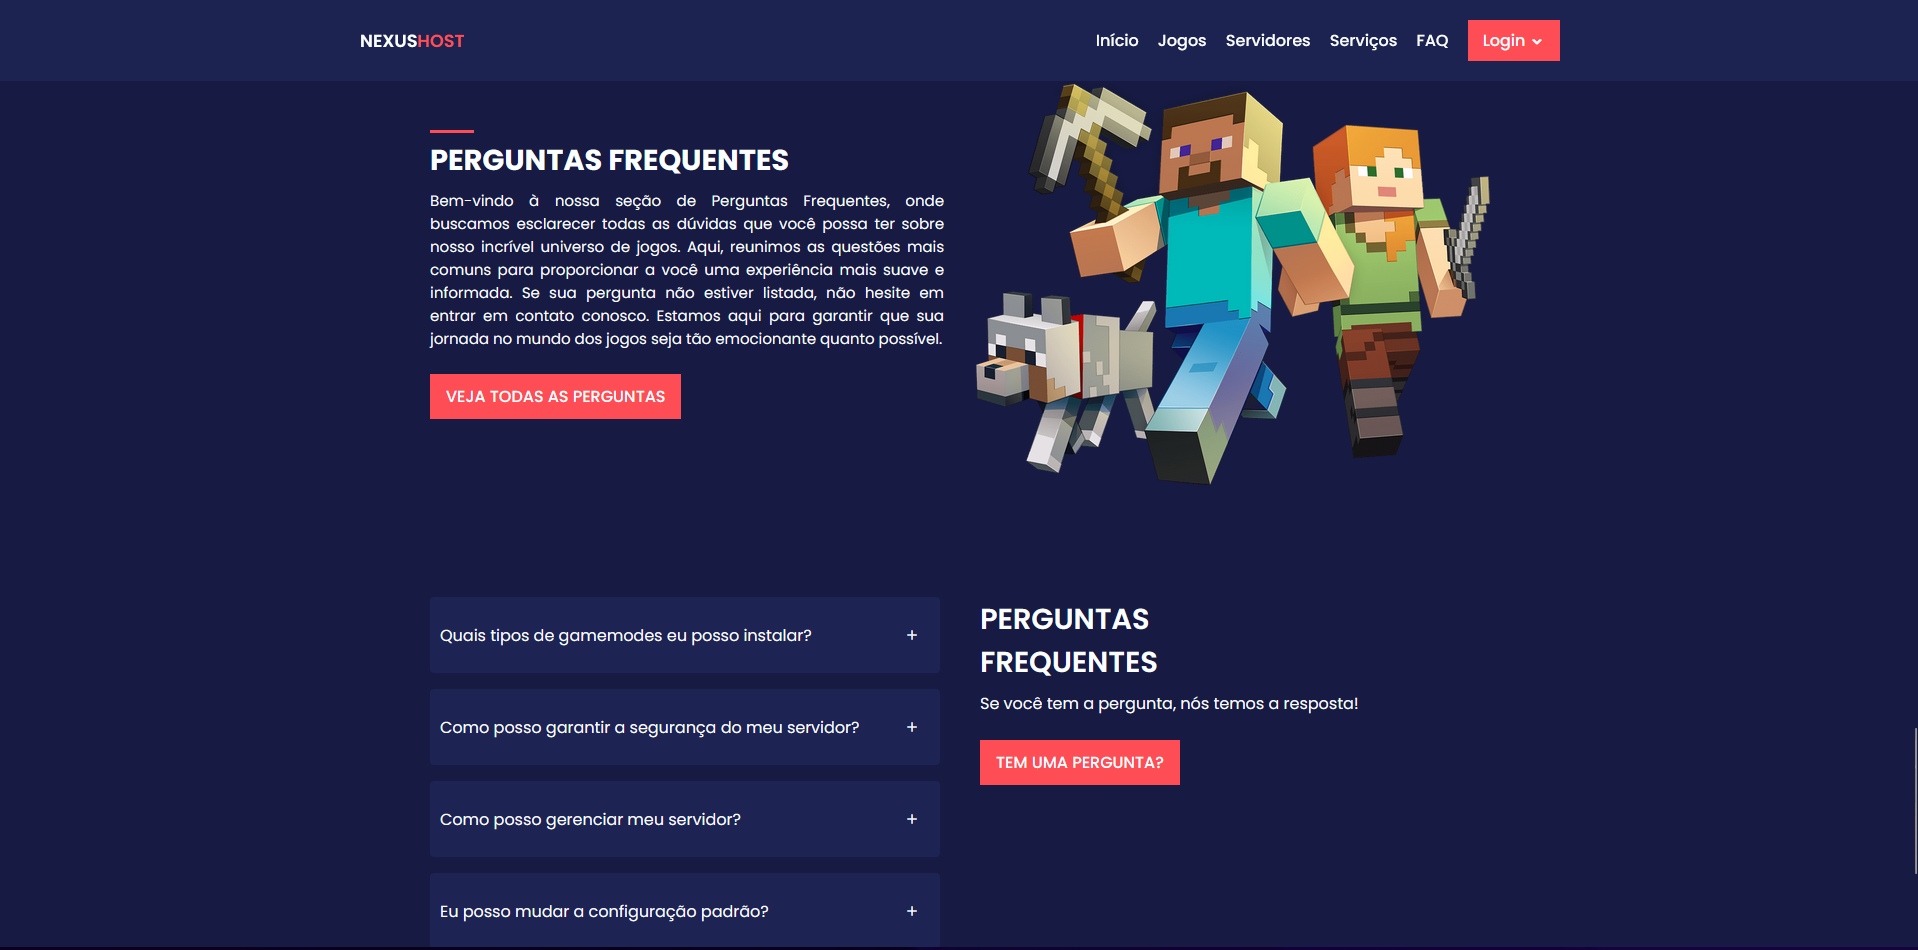 NEXUSHOST
Início Jogos Servidores Serviços FAQ Login
PERGUNTAS FREQUENTES
Bem-vindo à nossa seção de Perguntas Frequentes, onde
buscamos esclarecer todas as dúvidas que você possa ter sobre
nosso incrível universo de jogos. Aqui, reunimos as questões mais
comuns para proporcionar a você uma experiência mais suave e
informada. Se sua pergunta não estiver listada, não hesite em
entrar em contato conosco. Estamos aqui para garantir que sua
jornada no mundo dos jogos seja tão emocionante quanto possível.
VEJA TODAS AS PERGUNTAS
Quais tipos de gamemodes eu posso instalar? +
Como posso garantir a segurança do meu servidor? +
Como posso gerenciar meu servidor? +
Eu posso mudar a configuração padrão? +
PERGUNTAS
FREQUENTES
Se você tem a pergunta, nós temos a resposta!
TEM UMA PERGUNTA?